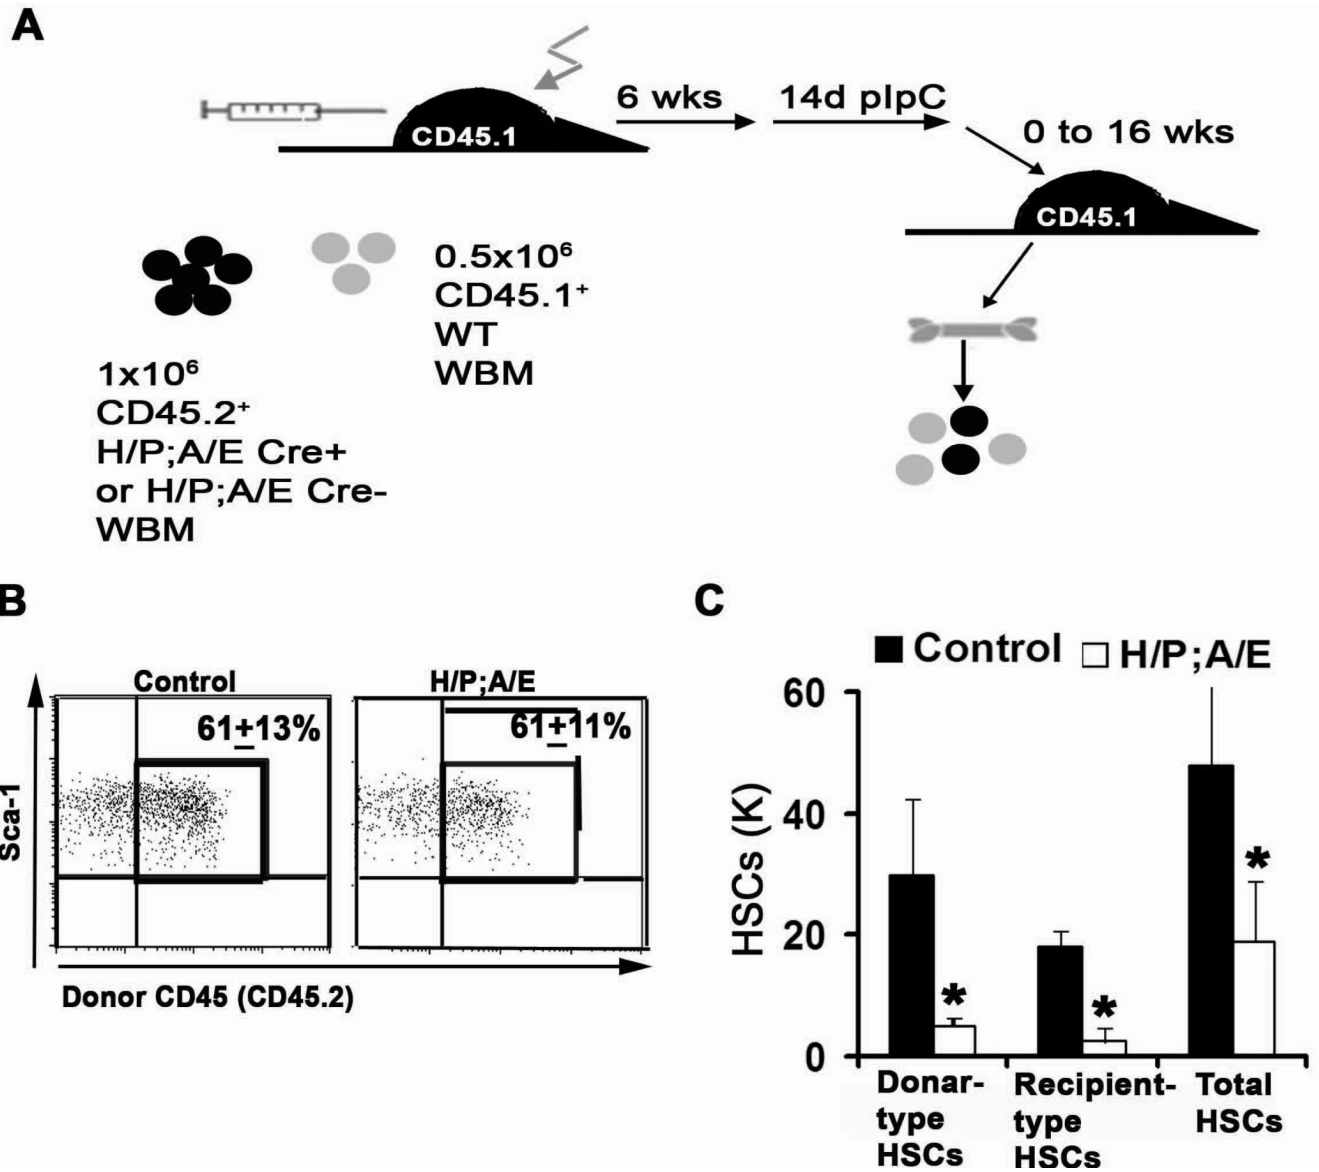 A
CD45.1
6 wks
14d pIpC
0 to 16 wks
CD45.1
0.5x10⁶
CD45.1⁺
WT
WBM
1x10⁶
CD45.2⁺
H/P;A/E Cre+
or H/P;A/E Cre-
WBM
B
Control
H/P;A/E
61±13%
61±11%
Sca-1
Donor CD45 (CD45.2)
C
Control
H/P;A/E
HSCs (K)
60
40
20
0
Donar-
type
HSCs
Recipient-
type
HSCs
Total
HSCs
*
*
*